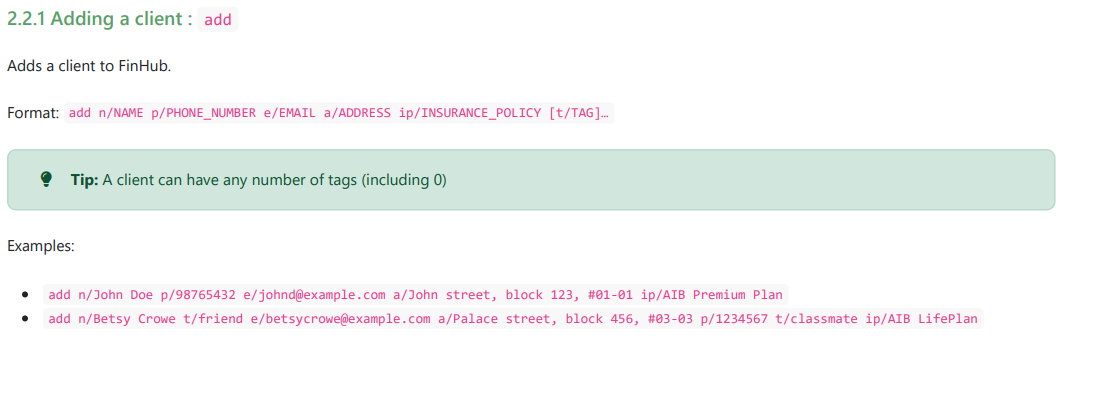 2.2.1 Adding a client : add
Adds a client to FinHub.
Format: add n/NAME p/PHONE_NUMBER e/EMAIL a/ADDRESS ip/INSURANCE_POLICY [t/TAG]…
Tip: A client can have any number of tags (including 0)
Examples:
• add n/John Doe p/98765432 e/johnd@example.com a/John street, block 123, #01-01 ip/AIB Premium Plan
• add n/Betsy Crowe t/friend e/betsycrowe@example.com a/Palace street, block 456, #03-03 p/1234567 t/classmate ip/AIB LifePlan